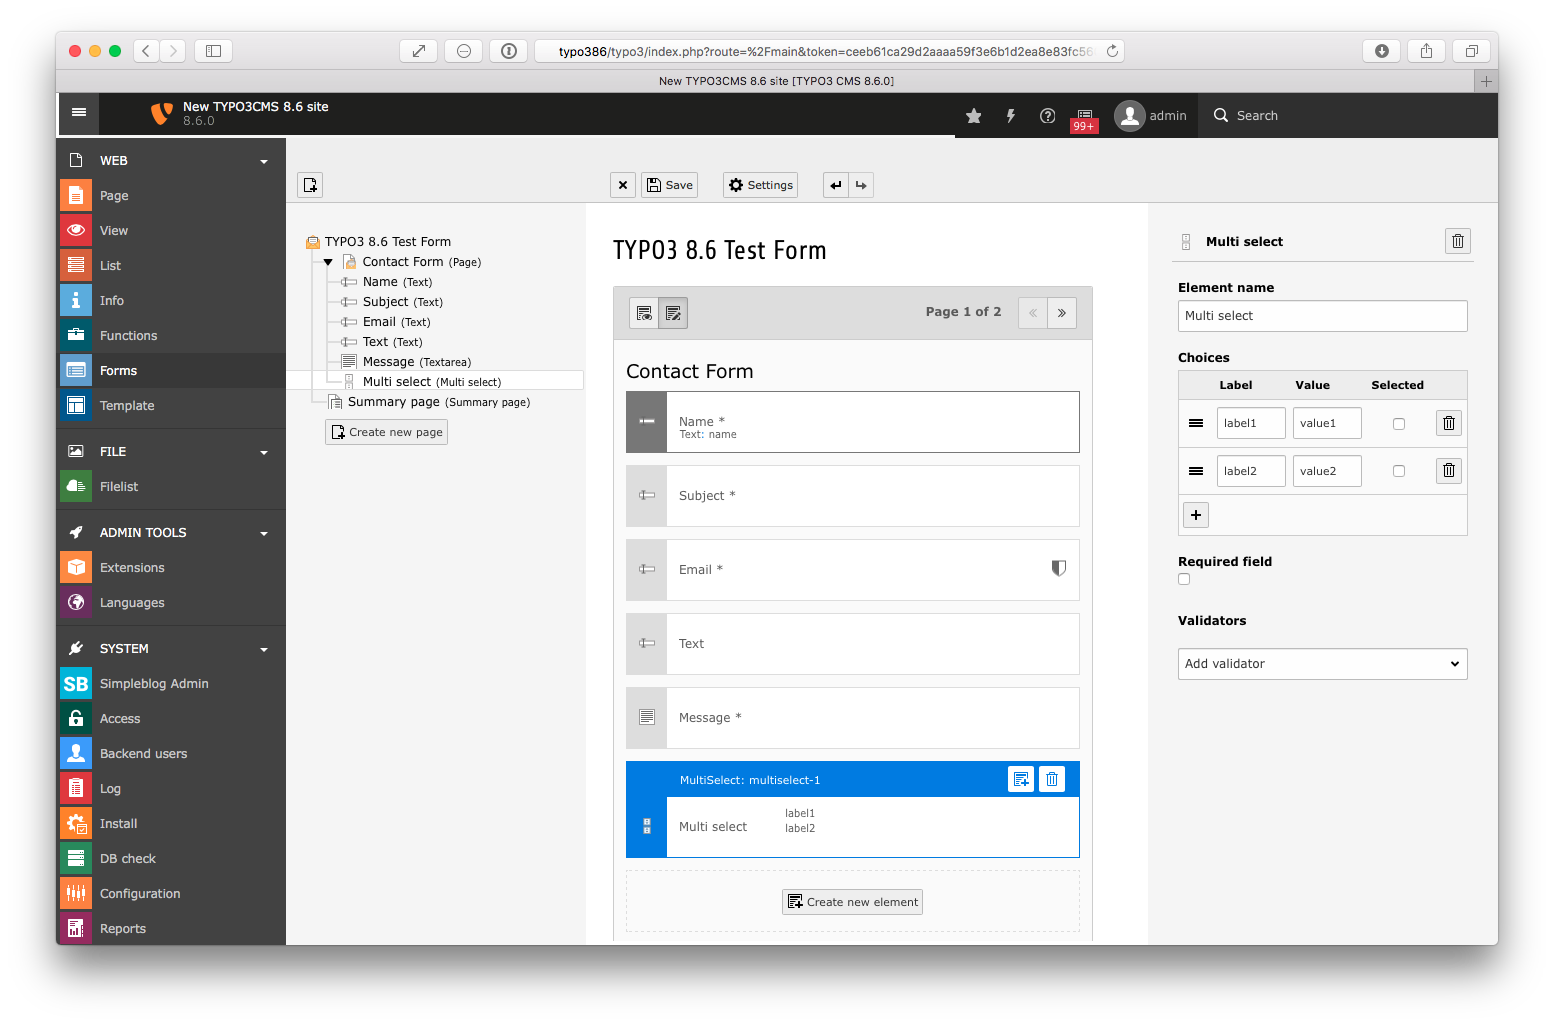 typo386/typo3/index.php?route=%2Fmain&token=ceeb61ca29d2aaaa59f3e6b1d2ea8e83fc56
New TYPO3CMS 8.6 site [TYPO3 CMS 8.6.0]
New TYPO3CMS 8.6 site
8.6.0
99+
admin
Search
WEB
Page
View
List
Info
Functions
Forms
Template
FILE
Filelist
ADMIN TOOLS
Extensions
Languages
SYSTEM
SB Simpleblog Admin
Access
Backend users
Log
Install
DB check
Configuration
Reports
Save
Settings
TYPO3 8.6 Test Form
Contact Form (Page)
Name (Text)
Subject (Text)
Email (Text)
Text (Text)
Message (Textarea)
Multi select (Multi select)
Summary page (Summary page)
Create new page
TYPO3 8.6 Test Form
Page 1 of 2
Contact Form
Name *
Text: name
Subject *
Email *
Text
Message *
MultiSelect: multiselect-1
Multi select
label1
label2
Create new element
Multi select
Element name
Multi select
Choices
Label Value Selected
label1 value1
label2 value2
Required field
Validators
Add validator